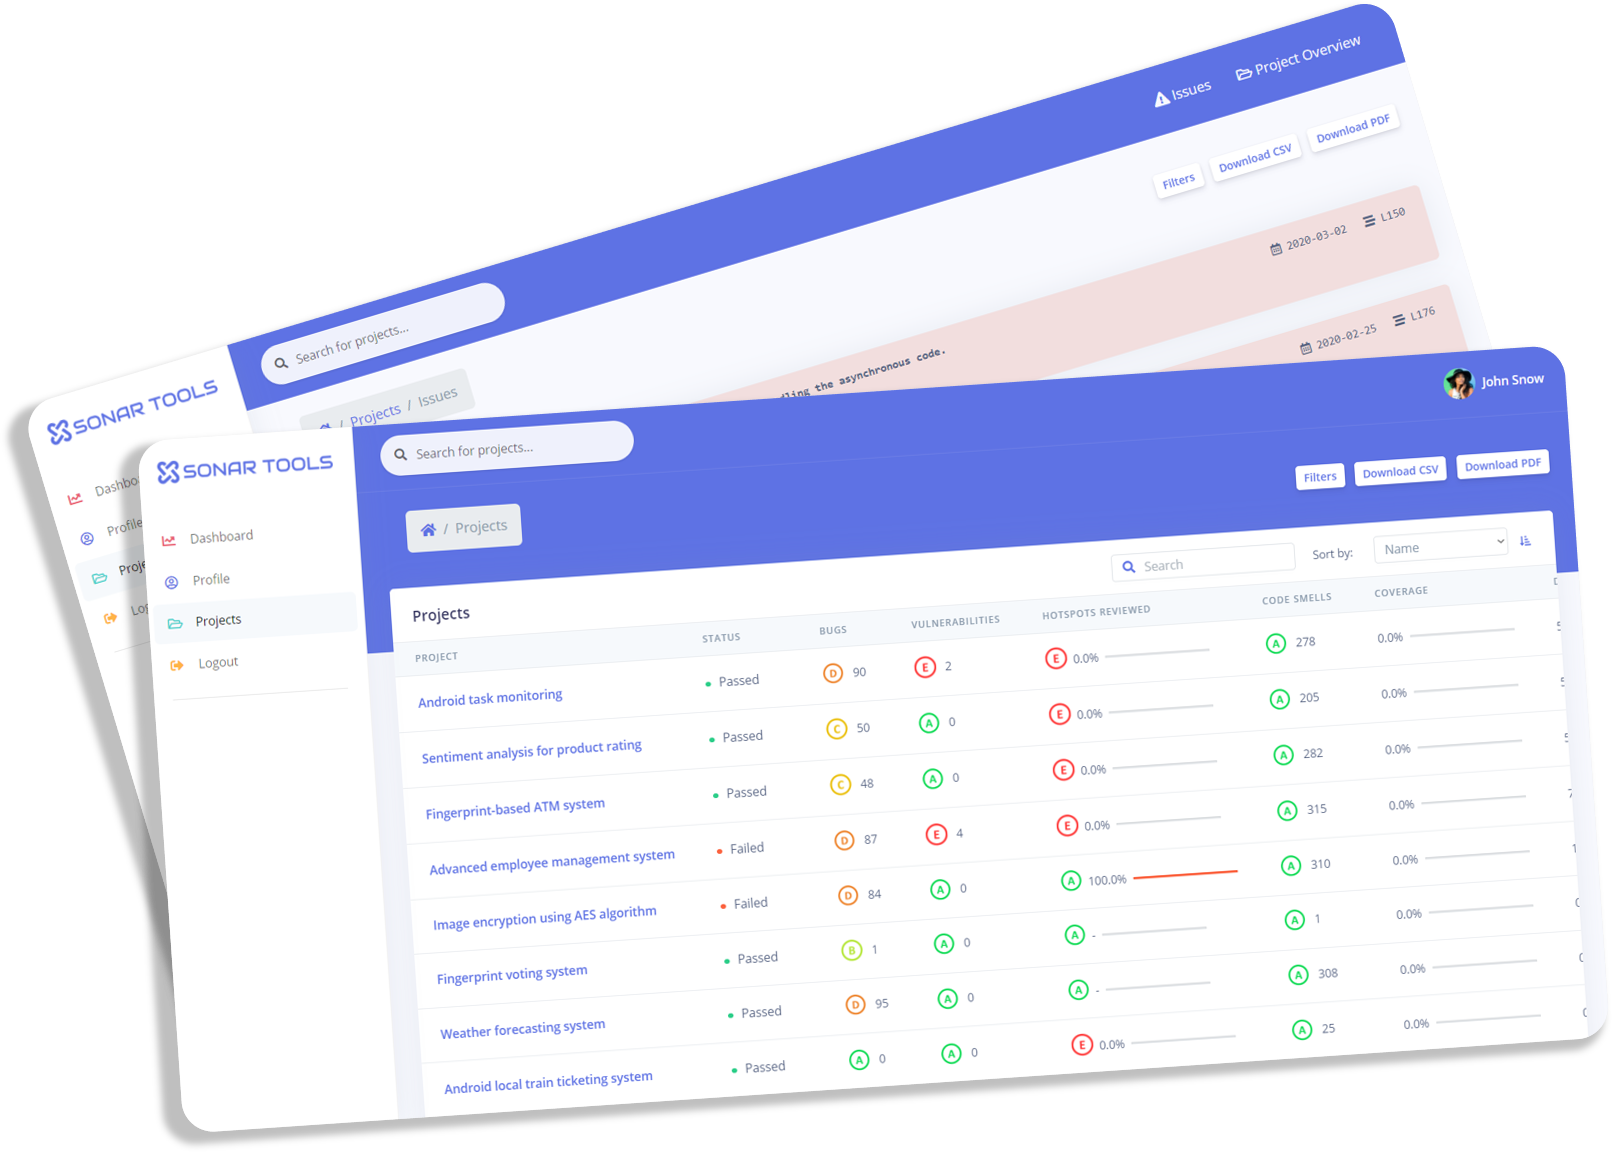 Issues
Project Overview
Filters
Download CSV
Download PDF
2020-03-02
L150
2020-02-25
L176
the asynchronous code.
Search for projects...
/ Projects / Issues
SONAR TOOLS
Profile
SONAR TOOLS
Dashboard
Profile
Projects
Logout
Search for projects...
John Snow
Filters
Download CSV
Download PDF
/ Projects
Projects
Search
Sort by:
Name
PROJECT STATUS BUGS VULNERABILITIES HOTSPOTS REVIEWED CODE SMELLS COVERAGE
Android task monitoring Passed D 90 E 2 E 0.0% A 278 0.0%
Sentiment analysis for product rating Passed C 50 A 0 E 0.0% A 205 0.0%
Fingerprint-based ATM system Passed C 48 A 0 E 0.0% A 282 0.0%
Advanced employee management system Failed D 87 E 4 E 0.0% A 315 0.0%
Image encryption using AES algorithm Failed D 84 A 0 A 100.0% A 310 0.0%
Fingerprint voting system Passed B 1 A 0 A - A 1 0.0%
Weather forecasting system Passed D 95 A 0 A - A 308 0.0%
Android local train ticketing system Passed A 0 A 0 E 0.0% A 25 0.0%